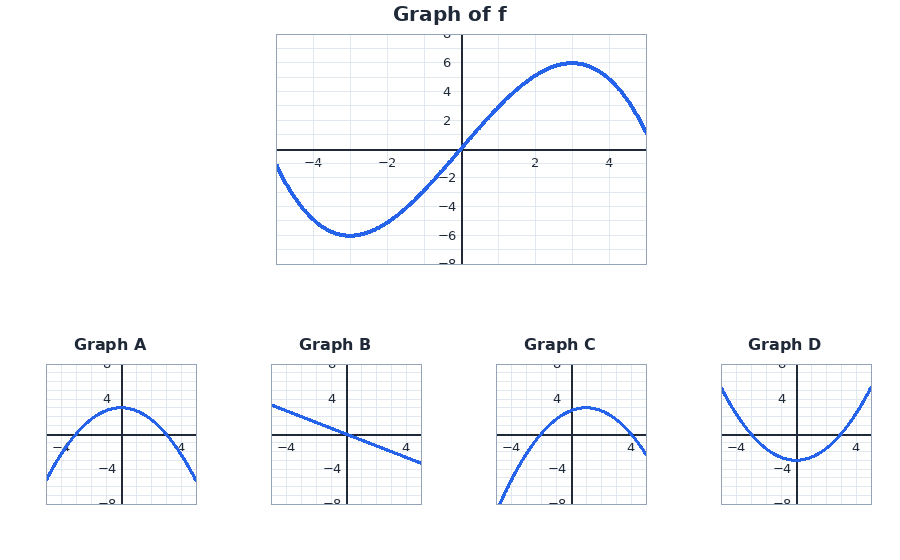 Graph of f
8
6
4
2
−4 −2 2 4
−2
−4
−6
−8
Graph A Graph B Graph C Graph D
8 8 8 8
4 4 4 4
−4 4 −4 4 −4 4 −4 4
−4 −4 −4 −4
−8 −8 −8 −8